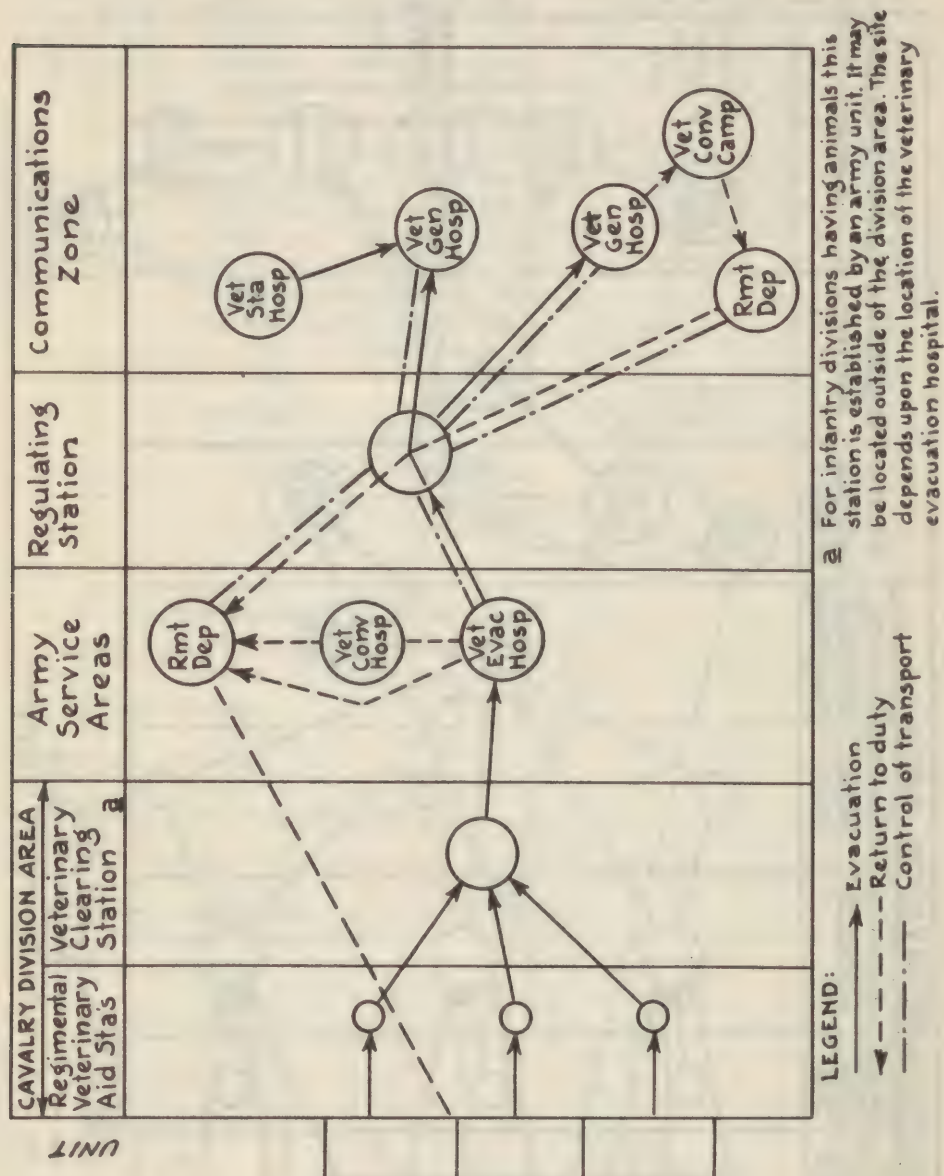 UNIT
CAVALRY DIVISION AREA
Regimental
Veterinary
Aid Sta's
Veterinary
Clearing
Station a
Army
Service
Areas
Regulating
Station
Communications
Zone
Rmt
Dep
Vet
Conv
Hosp
Vet
Evac
Hosp
Vet
Sta
Hosp
Vet
Gen
Hosp
Vet
Gen
Hosp
Vet
Conv
Camp
Rmt
Dep
LEGEND:
Evacuation
Return to duty
Control of transport
a For infantry divisions having animals this
station is established by an army unit. It may
be located outside of the division area. The site
depends upon the location of the veterinary
evacuation hospital.